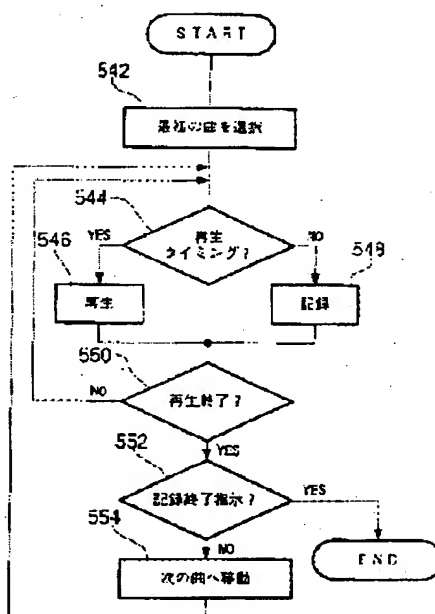 START
542
最初の曲を選択
544
再生
タイミング?
YES
NO
546
548
再生
記録
550
再生終了?
NO
YES
552
記録終了指示?
YES
NO
554
END
次の曲へ移動